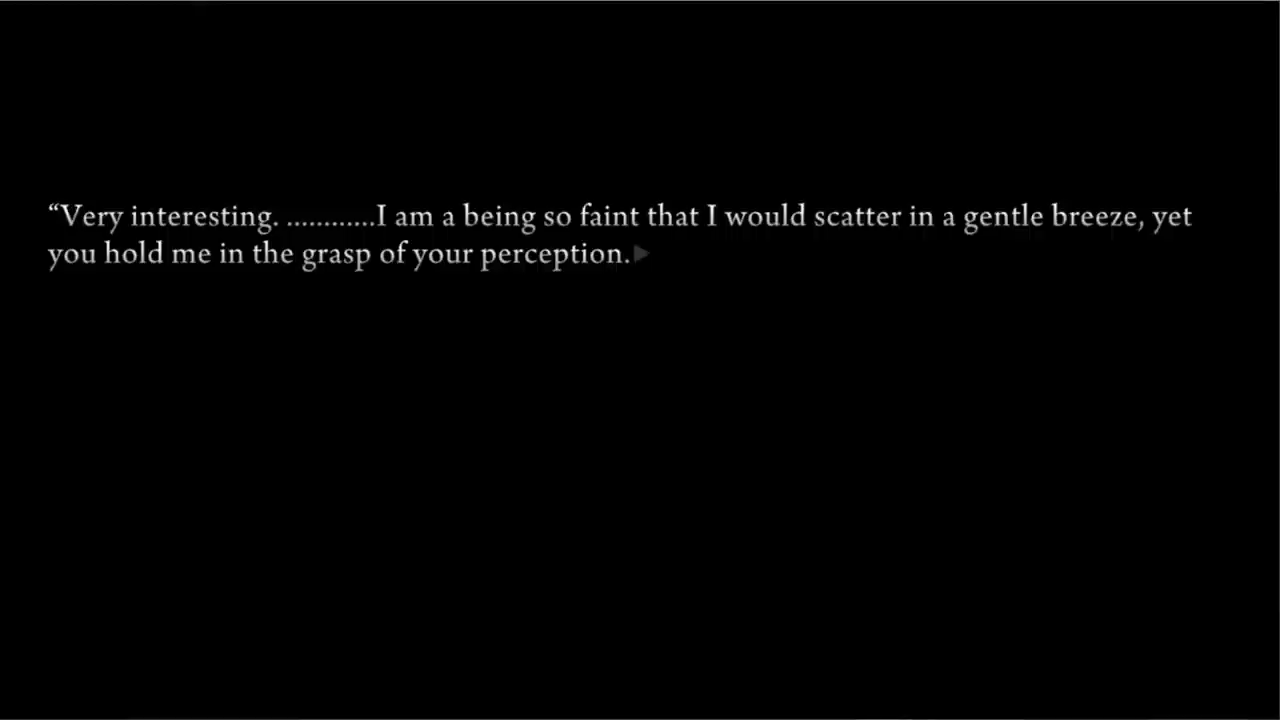 “Very interesting. ............I am a being so faint that I would scatter in a gentle breeze, yet
you hold me in the grasp of your perception.